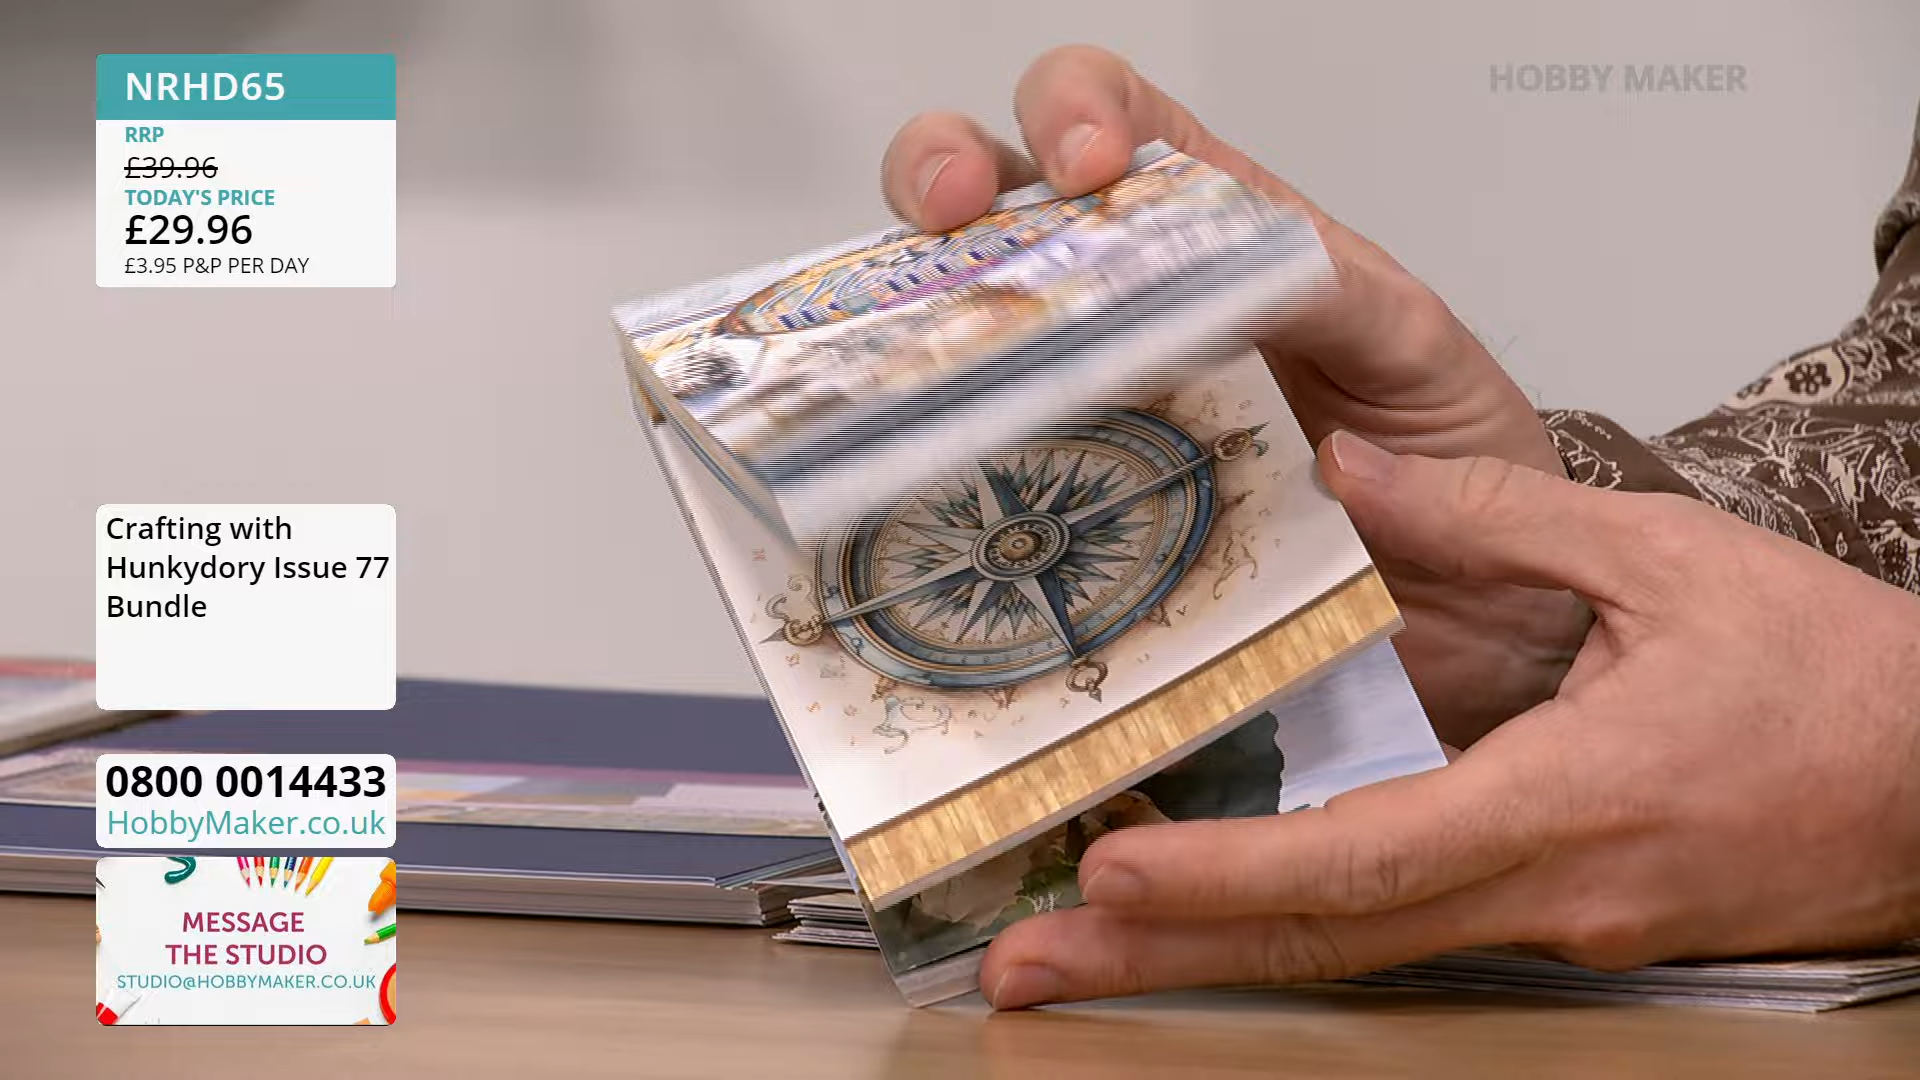 NRHD65
RRP
£39.96
TODAY'S PRICE
£29.96
£3.95 P&P PER DAY
HOBBY MAKER
Crafting with
Hunkydory Issue 77
Bundle
0800 0014433
HobbyMaker.co.uk
MESSAGE
THE STUDIO
STUDIO@HOBBYMAKER.CO.UK